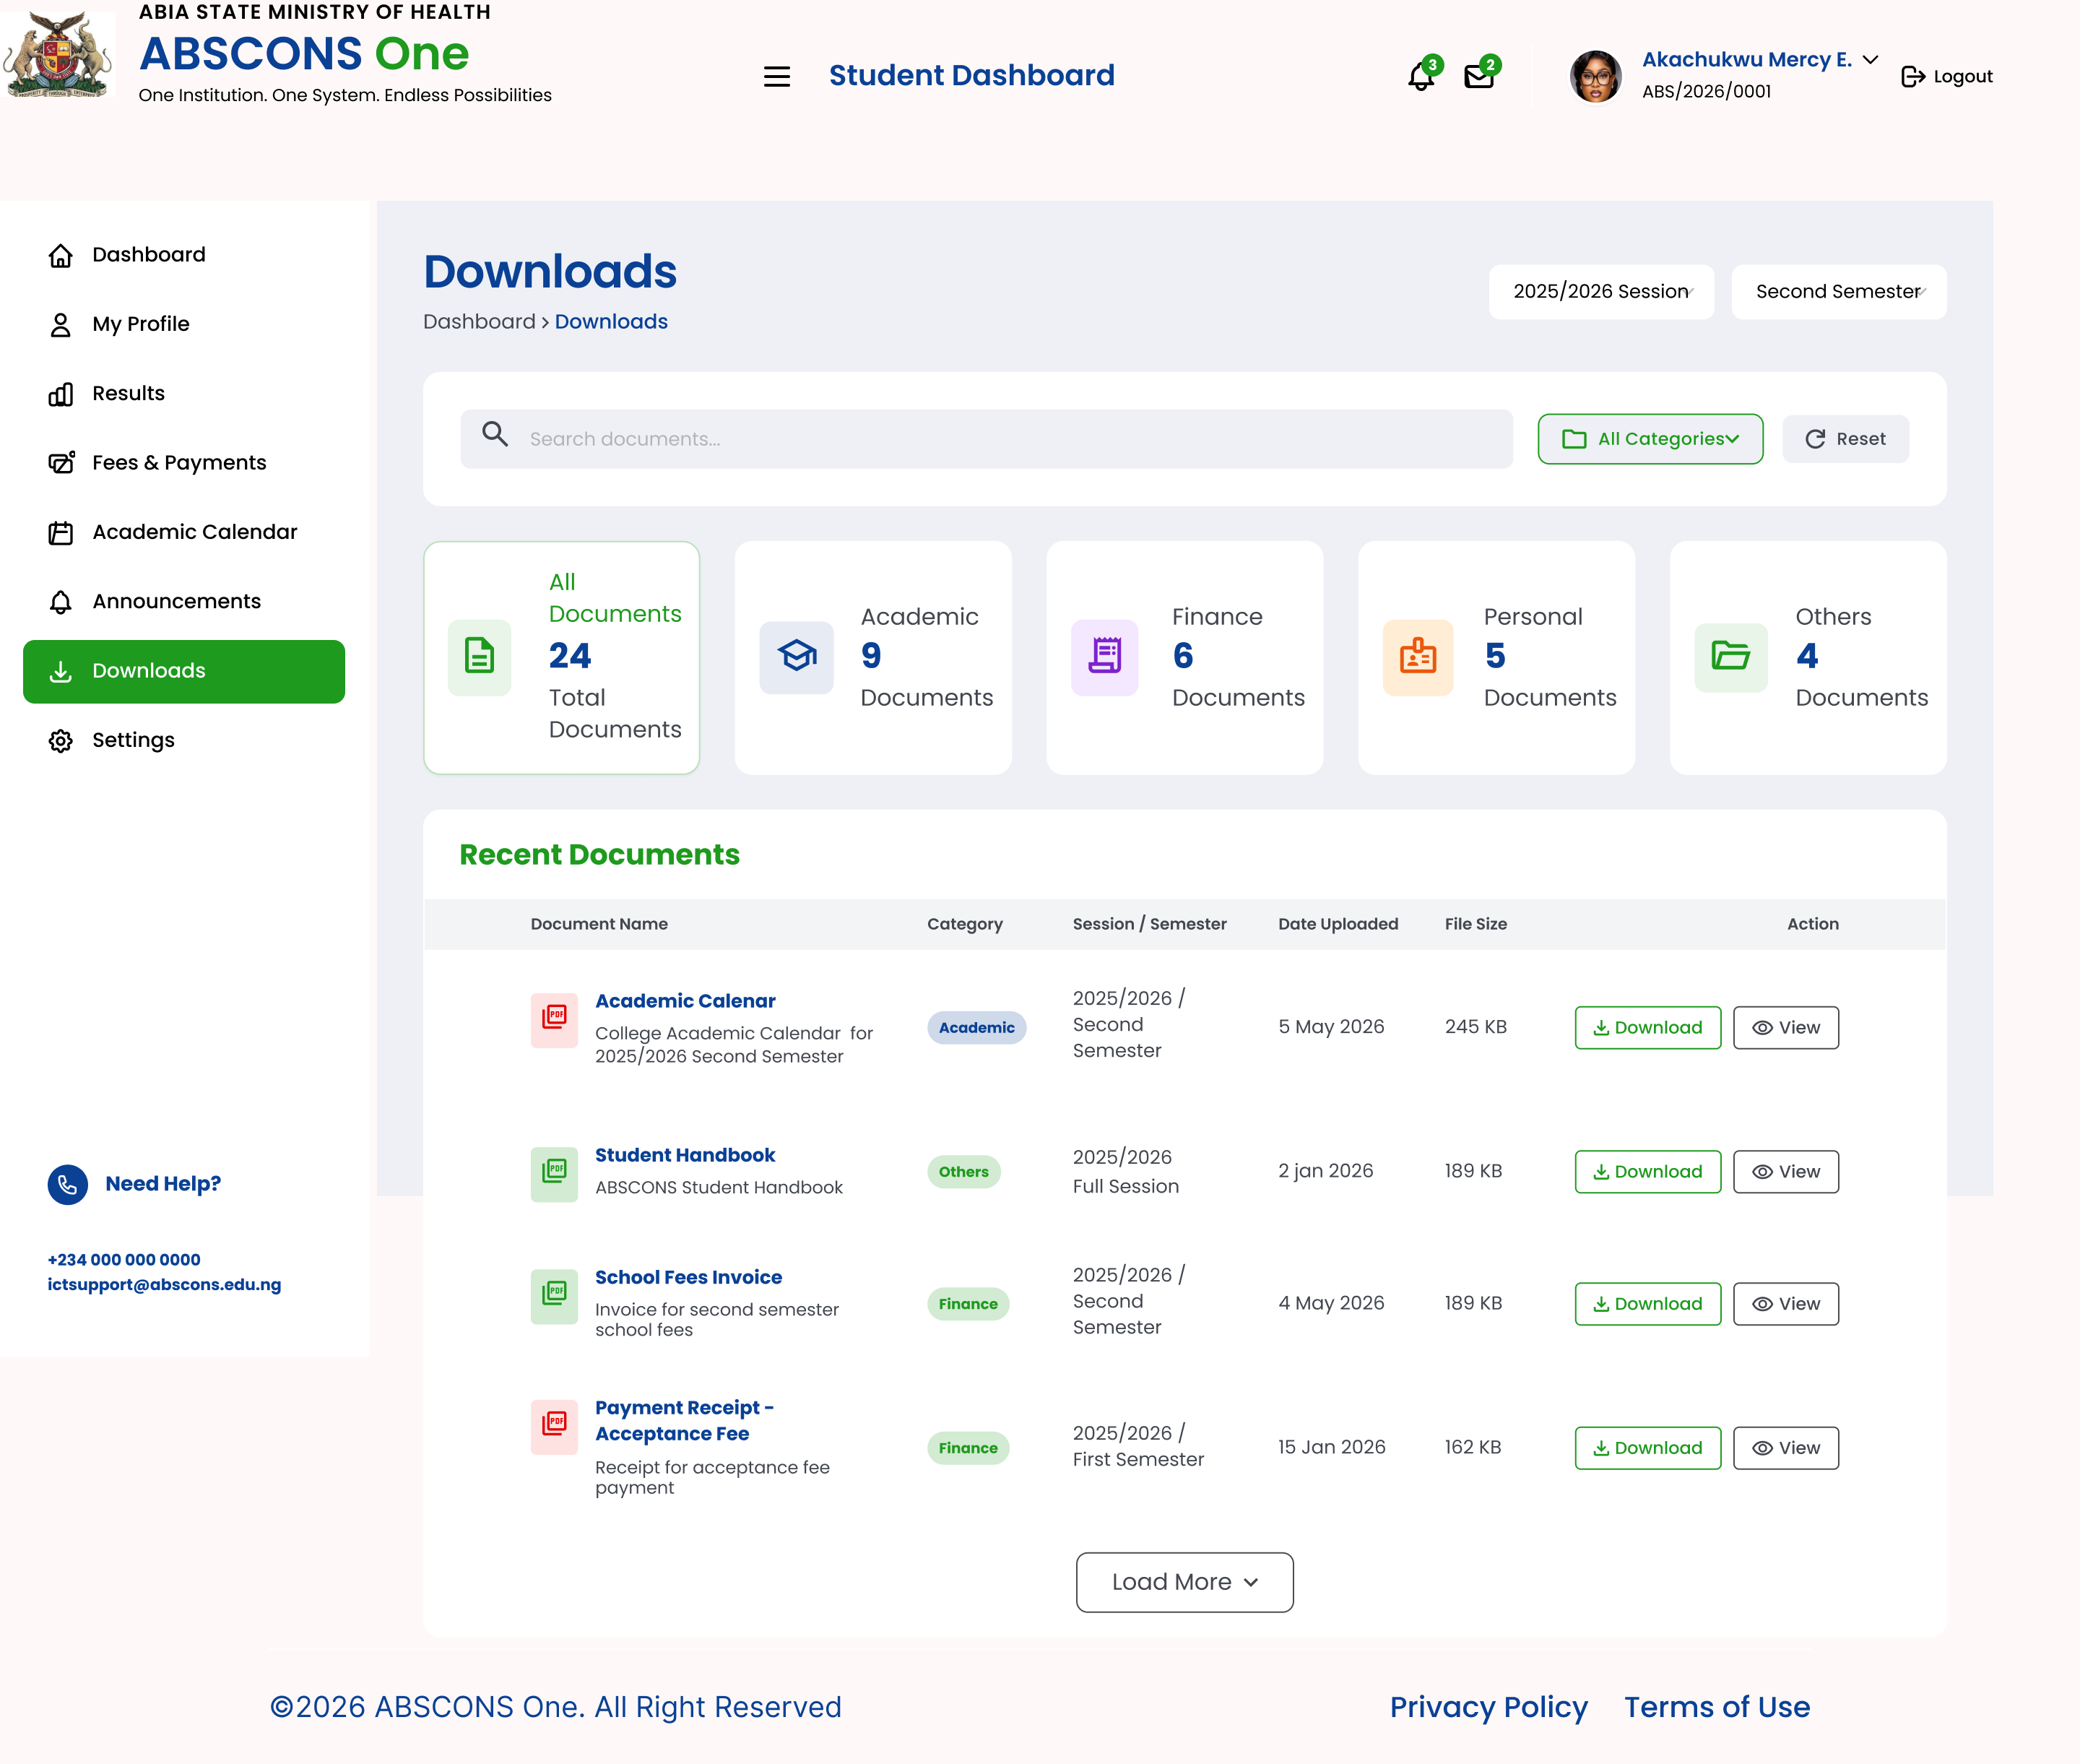 ABIA STATE MINISTRY OF HEALTH
ABSCONS One
One Institution. One System. Endless Possibilities
Student Dashboard
3
2
Akachukwu Mercy E.
ABS/2026/0001
Logout
Dashboard
My Profile
Results
Fees & Payments
Academic Calendar
Announcements
Downloads
Settings
Need Help?
+234 000 000 0000
ictsupport@abscons.edu.ng
Downloads
Dashboard > Downloads
2025/2026 Session
Second Semester
Search documents...
All Categories
Reset
All
Documents
24
Total
Documents
Academic
9
Documents
Finance
6
Documents
Personal
5
Documents
Others
4
Documents
Recent Documents
Document Name Category Session / Semester Date Uploaded File Size Action
PDF
Academic Calenar
College Academic Calendar for
2025/2026 Second Semester
Academic
2025/2026 /
Second
Semester
5 May 2026
245 KB
Download
View
PDF
Student Handbook
ABSCONS Student Handbook
Others
2025/2026
Full Session
2 jan 2026
189 KB
Download
View
PDF
School Fees Invoice
Invoice for second semester
school fees
Finance
2025/2026 /
Second
Semester
4 May 2026
189 KB
Download
View
PDF
Payment Receipt -
Acceptance Fee
Receipt for acceptance fee
payment
Finance
2025/2026 /
First Semester
15 Jan 2026
162 KB
Download
View
Load More
©2026 ABSCONS One. All Right Reserved
Privacy Policy
Terms of Use